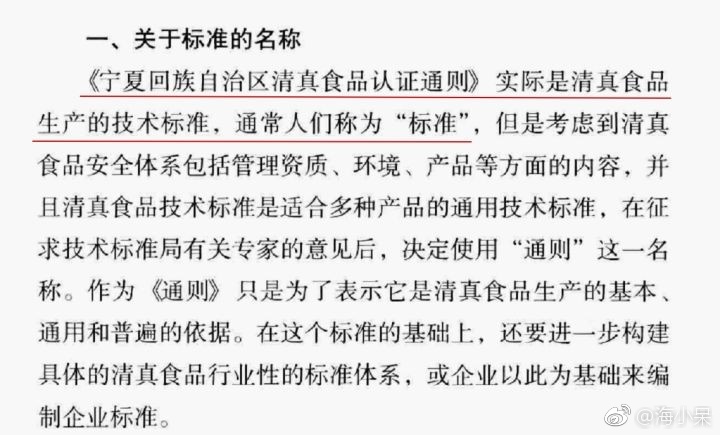 一、关于标准的名称
《宁夏回族自治区清真食品认证通则》实际是清真食品
生产的技术标准，通常人们称为“标准”，但是考虑到清真
食品安全体系包括管理资质、环境、产品等方面的内容，并
且清真食品技术标准是适合多种产品的通用技术标准，在征
求技术标准局有关专家的意见后，决定使用“通则”这一名
称。作为《通则》只是为了表示它是清真食品生产的基本、
通用和普遍的依据。在这个标准的基础上，还要进一步构建
具体的清真食品行业性的标准体系，或企业以此为基础来编
制企业标准。
@海小呆